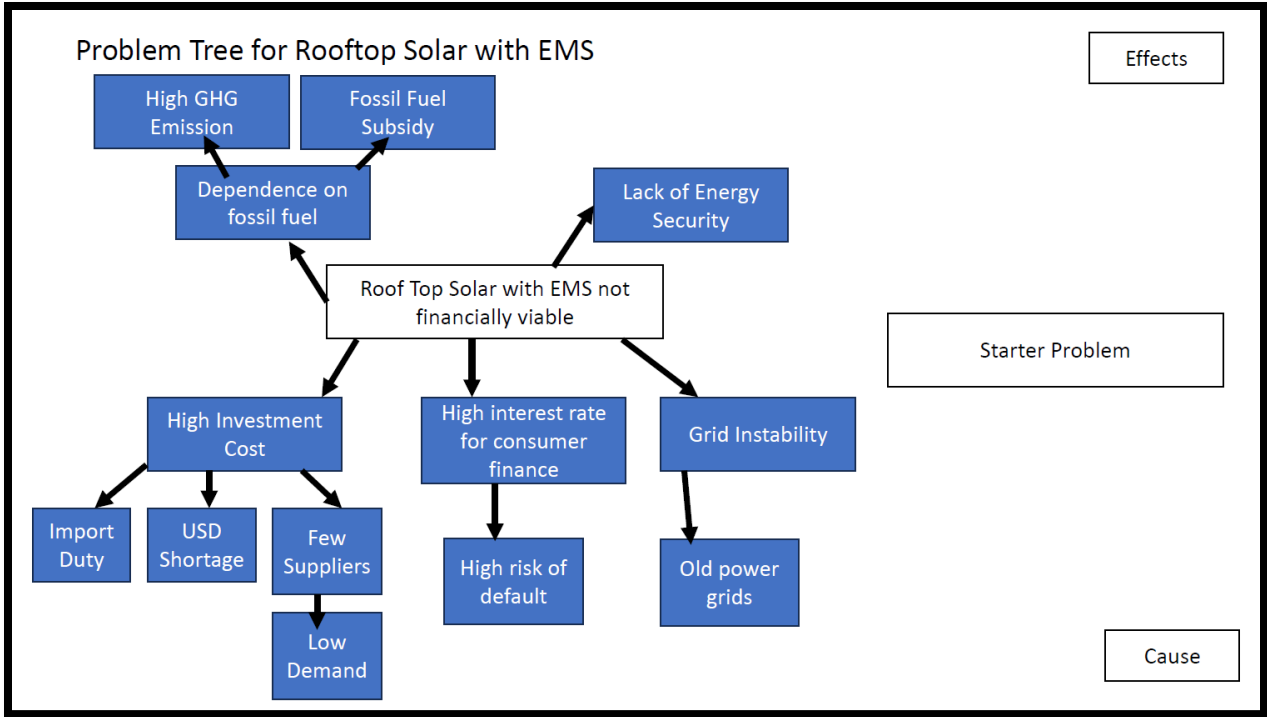 Problem Tree for Rooftop Solar with EMS
Effects
High GHG
Emission
Fossil Fuel
Subsidy
Dependence on
fossil fuel
Lack of Energy
Security
Roof Top Solar with EMS not
financially viable
Starter Problem
High Investment
Cost
High interest rate
for consumer
finance
Grid Instability
Import
Duty
USD
Shortage
Few
Suppliers
High risk of
default
Old power
grids
Low
Demand
Cause